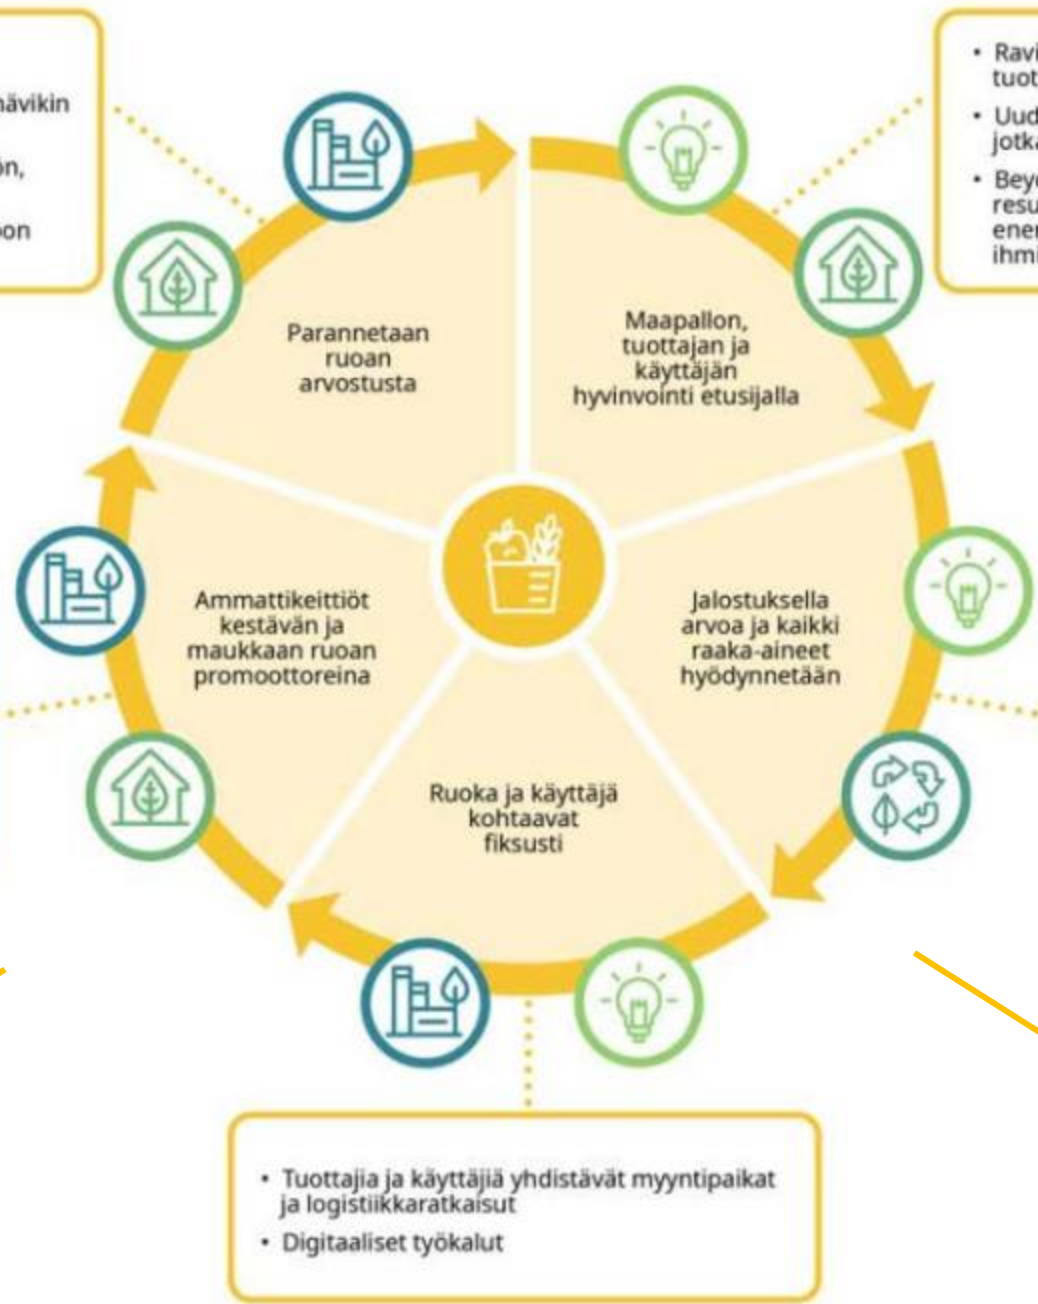 on,
oon
Parannetaan
ruoan
arvostusta
Maapallon,
tuottajan ja
käyttäjän
hyvinvointi etusijalla
Ammattikeittiöt
kestävän ja
maukkaan ruoan
promoottoreina
Jalostuksella
arvoa ja kaikki
raaka-aineet
hyödynnetään
Ruoka ja käyttäjä
kohtaavat
fiksusti
• Tuottajia ja käyttäjiä yhdistävät myyntipaikat
ja logistiikkaratkaisut
• Digitaaliset työkalut